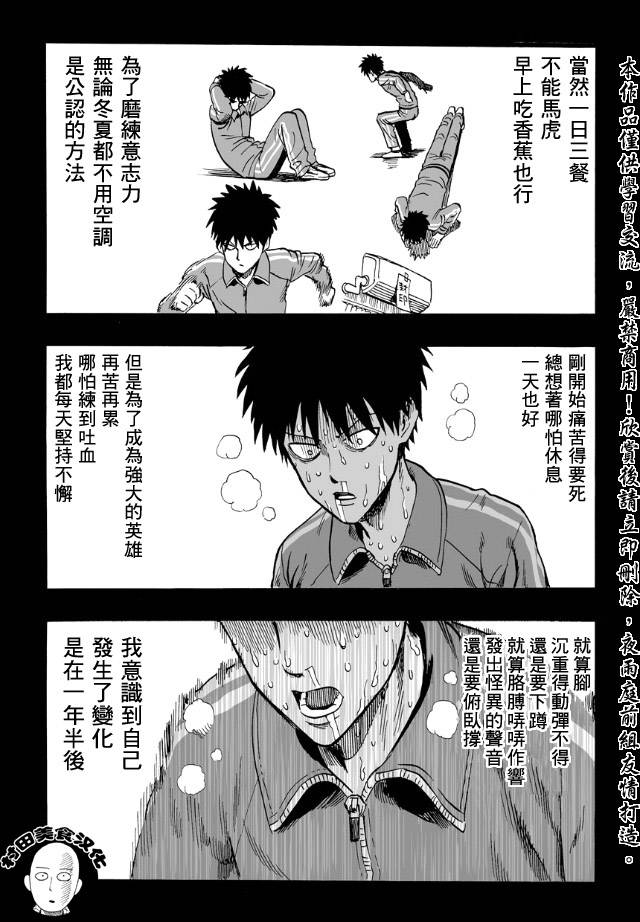 當然一日三餐
不能馬虎
早上吃香蕉也行
為了磨練意志力
無論冬夏都不用空調
是公認的方法
封印
剛開始痛苦得要死
總想著哪怕休息
一天也好
但是為了成為強大的英雄
再苦再累
哪怕練到吐血
我都每天堅持不懈
就算腳
沉重得動彈不得
還是要下蹲
就算胳膊哢哢作響
發出怪異的聲音
還是要俯臥撐
我意識到自己
發生了變化
是在一年半後
本作品僅供學習交流，嚴禁商用！欣賞後請立即刪除，夜雨庭前組友情打造。
村田美食汉化